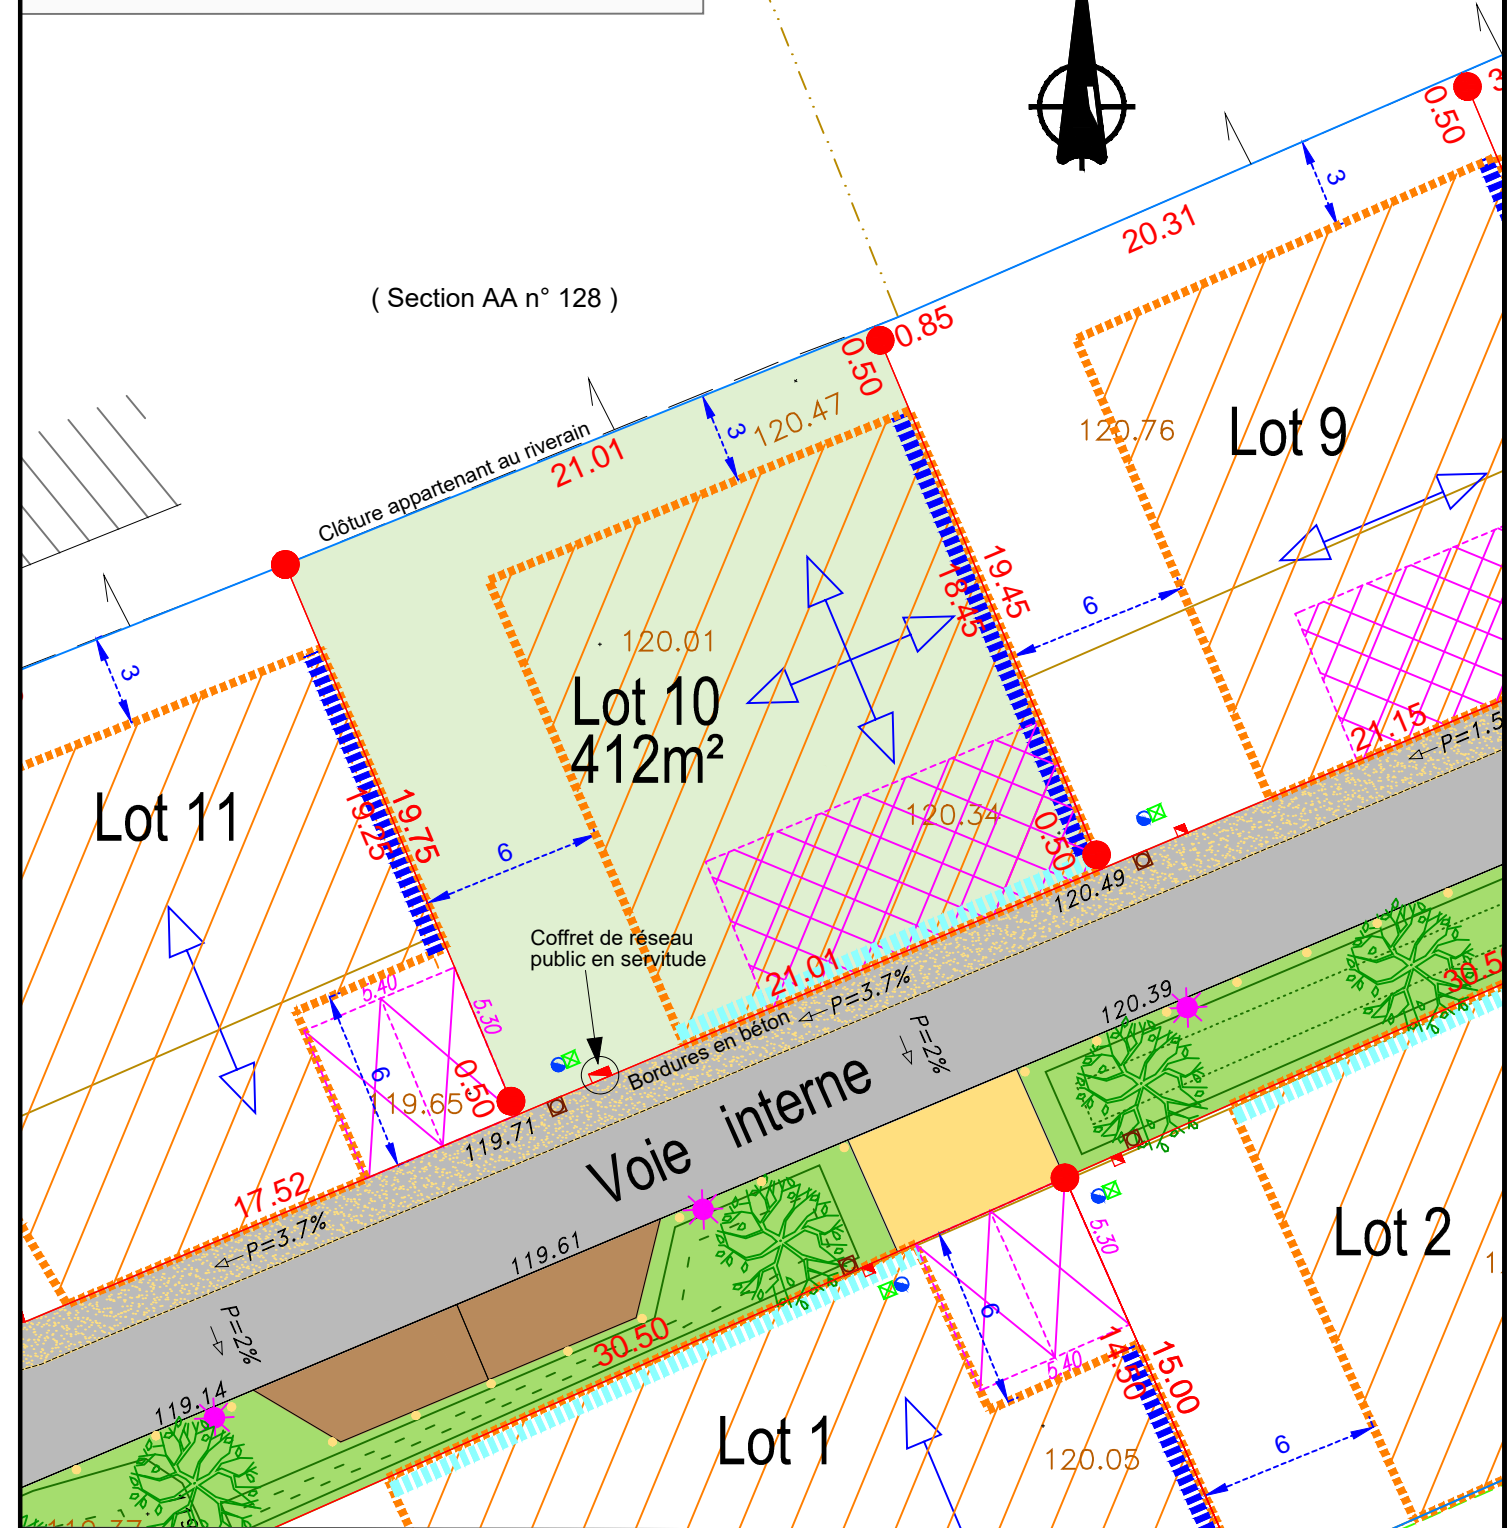 3
0.50
3
20.31
( Section AA n° 128 )
0.85
0.50
3
120.47
Clôture appartenant au riverain
21.01
120.76
Lot 9
19.45
18.45
6
120.01
3
Lot 10
412m²
21.15
P=1.5
Lot 11
19.75
19.25
120.34
0.50
6
120.49
Coffret de réseau
public en servitude
21.01
P=3.7%
30.5
5.40
5.30
120.39
Bordures en béton
P=2%
6
0.50
19.65
119.71
Voie interne
17.52
P=3.7%
119.61
5.30
Lot 2
6
P=2%
30.50
14.50
15.00
5.40
119.14
Lot 1
120.05
6